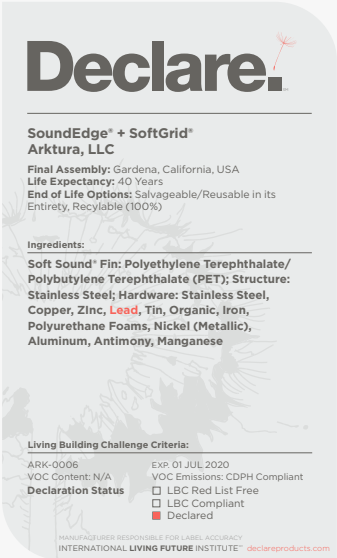 Declare.
SoundEdge® + SoftGrid®
Arktura, LLC
Final Assembly: Gardena, California, USA
Life Expectancy: 40 Years
End of Life Options: Salvageable/Reusable in its
Entirety, Recylable (100%)
Ingredients:
Soft Sound® Fin: Polyethylene Terephthalate/
Polybutylene Terephthalate (PET); Structure:
Stainless Steel; Hardware: Stainless Steel,
Copper, ZInc, Lead, Tin, Organic, Iron,
Polyurethane Foams, Nickel (Metallic),
Aluminum, Antimony, Manganese
Living Building Challenge Criteria:
ARK-0006 EXP. 01 JUL 2020
VOC Content: N/A VOC Emissions: CDPH Compliant
Declaration Status LBC Red List Free
LBC Compliant
Declared
MANUFACTURER RESPONSIBLE FOR LABEL ACCURACY
INTERNATIONAL LIVING FUTURE INSTITUTE™ declareproducts.com